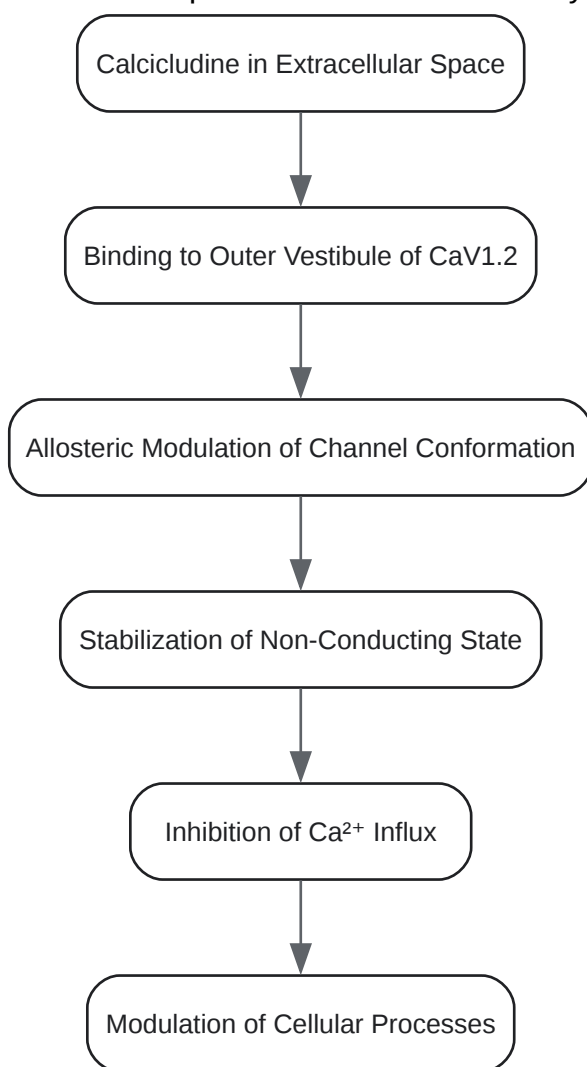 Calcicludine in Extracellular Space
Binding to Outer Vestibule of CaV1.2
Allosteric Modulation of Channel Conformation
Stabilization of Non-Conducting State
Inhibition of Ca²⁺ Influx
Modulation of Cellular Processes